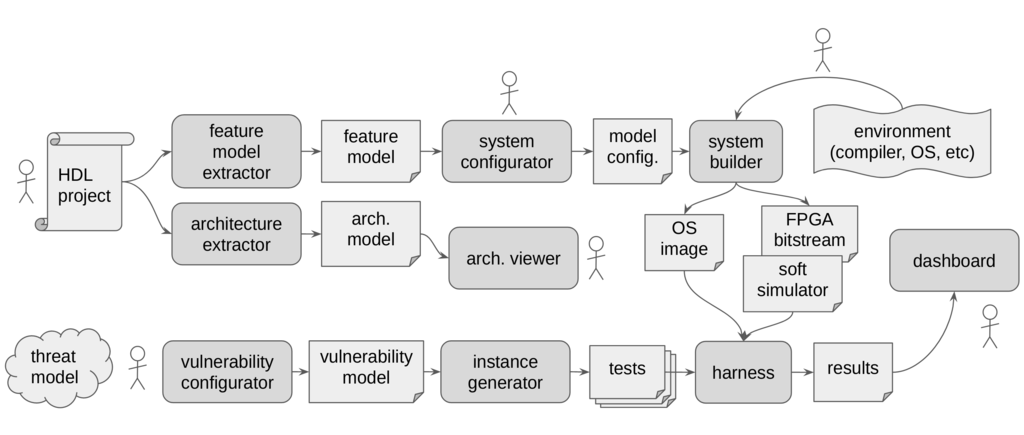 HDL
project
feature
model
extractor
feature
model
system
configurator
model
config.
system
builder
environment
(compiler, OS, etc)
architecture
extractor
arch.
model
arch. viewer
OS
image
FPGA
bitstream
soft
simulator
dashboard
threat
model
vulnerability
configurator
vulnerability
model
instance
generator
tests
harness
results